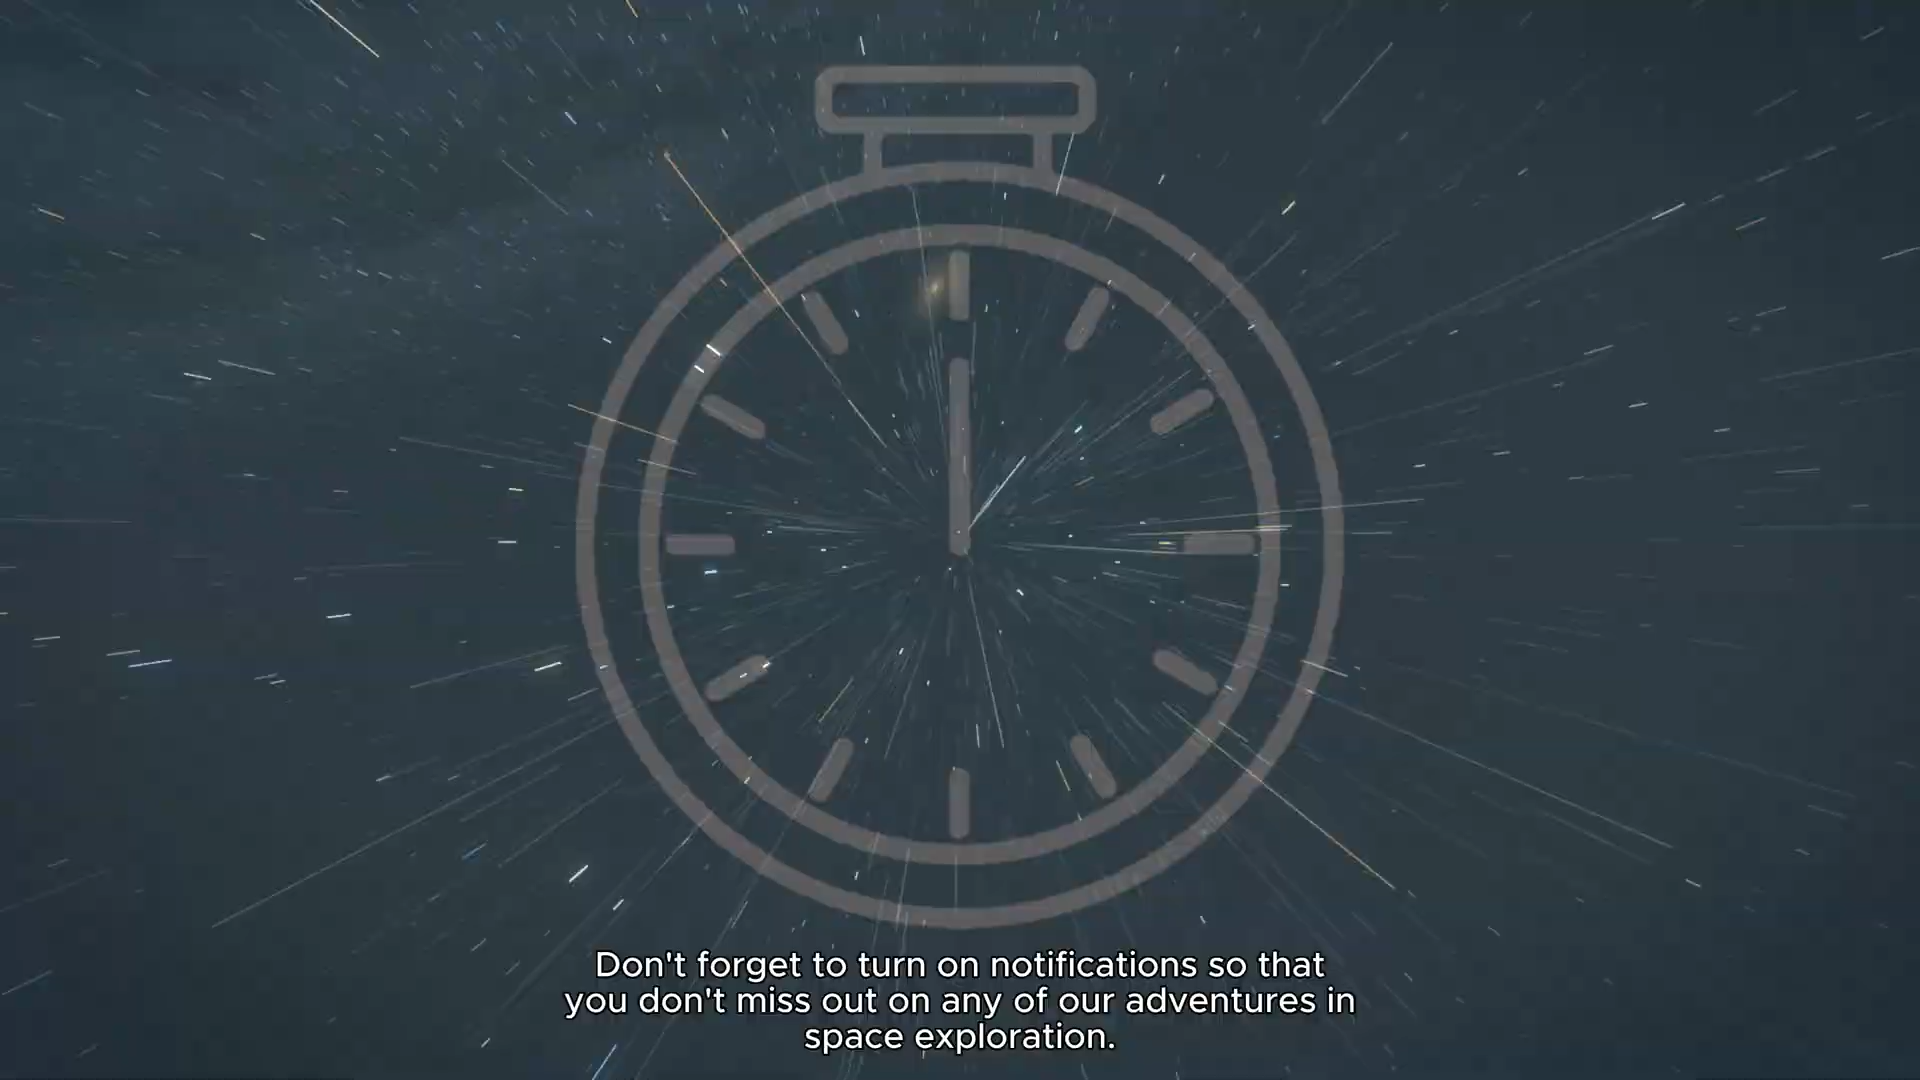 Don't forget to turn on notifications so that
you don't miss out on any of our adventures in
space exploration.